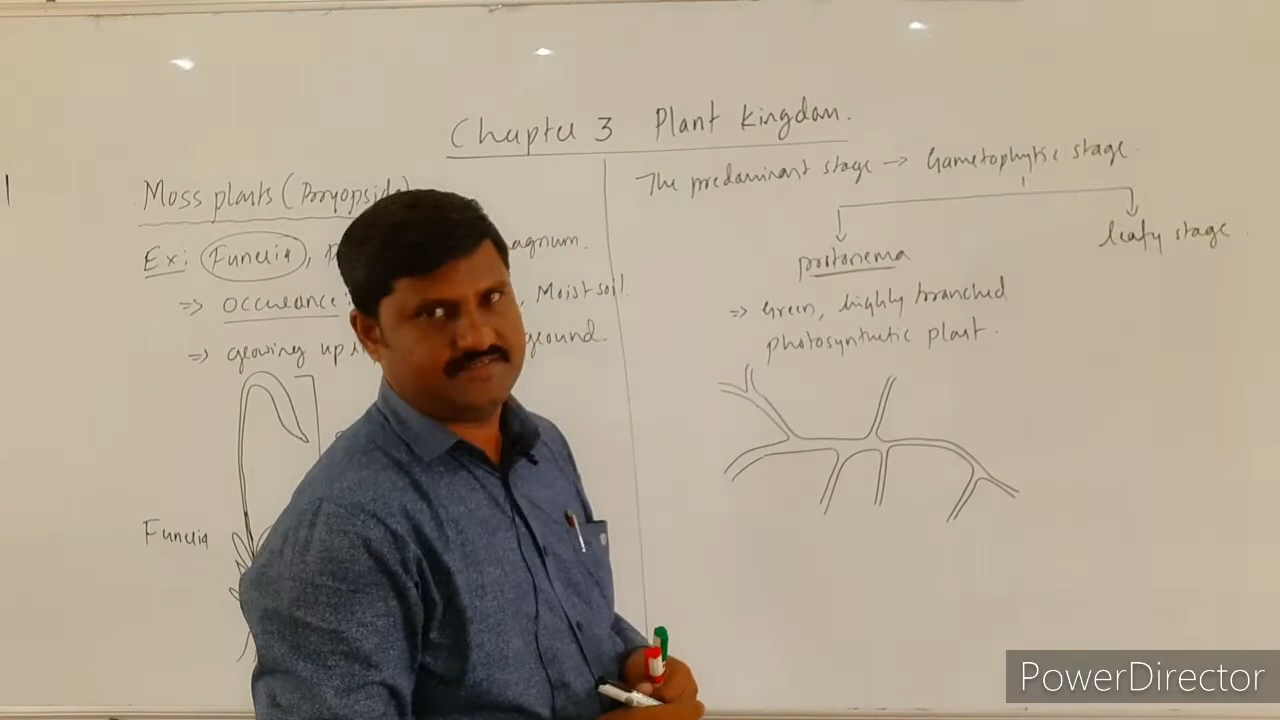 Chapter 3 Plant kingdom.
Moss plants (Bryopsida)
Ex: Funaria, agnum.
⇒ occurance: , Moist soil.
⇒ growing up ground.
Funaria
The predominant stage → Gametophytic stage
protonema
leafy stage.
⇒ Green, highly branched
photosynthetic plant.
PowerDirector